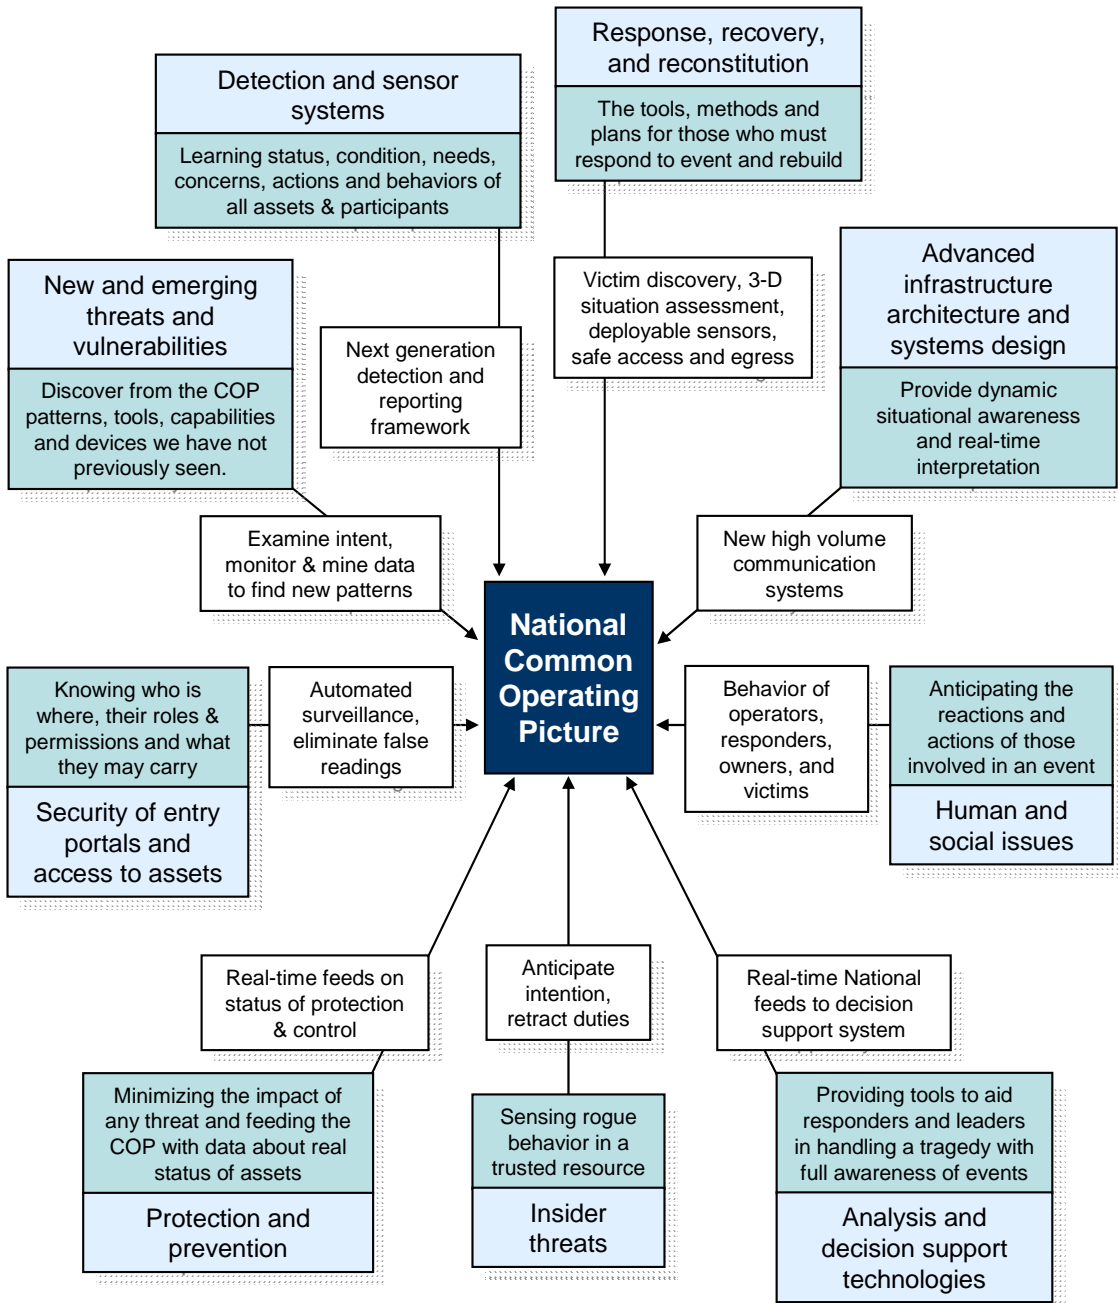 Response, recovery,
and reconstitution
The tools, methods and
plans for those who must
respond to event and rebuild
Detection and sensor
systems
Learning status, condition, needs,
concerns, actions and behaviors of
all assets & participants
Advanced
infrastructure
architecture and
systems design
Provide dynamic
situational awareness
and real-time
interpretation
New and emerging
threats and
vulnerabilities
Discover from the COP
patterns, tools, capabilities
and devices we have not
previously seen.
Victim discovery, 3-D
situation assessment,
deployable sensors,
safe access and egress
Next generation
detection and
reporting
framework
Examine intent,
monitor & mine data
to find new patterns
New high volume
communication
systems
National
Common
Operating
Picture
Knowing who is
where, their roles &
permissions and what
they may carry
Security of entry
portals and
access to assets
Automated
surveillance,
eliminate false
readings
Behavior of
operators,
responders,
owners, and
victims
Anticipating the
reactions and
actions of those
involved in an event
Human and
social issues
Real-time feeds on
status of protection
& control
Anticipate
intention,
retract duties
Real-time National
feeds to decision
support system
Minimizing the impact of
any threat and feeding the
COP with data about real
status of assets
Protection and
prevention
Sensing rogue
behavior in a
trusted resource
Insider
threats
Providing tools to aid
responders and leaders
in handling a tragedy with
full awareness of events
Analysis and
decision support
technologies